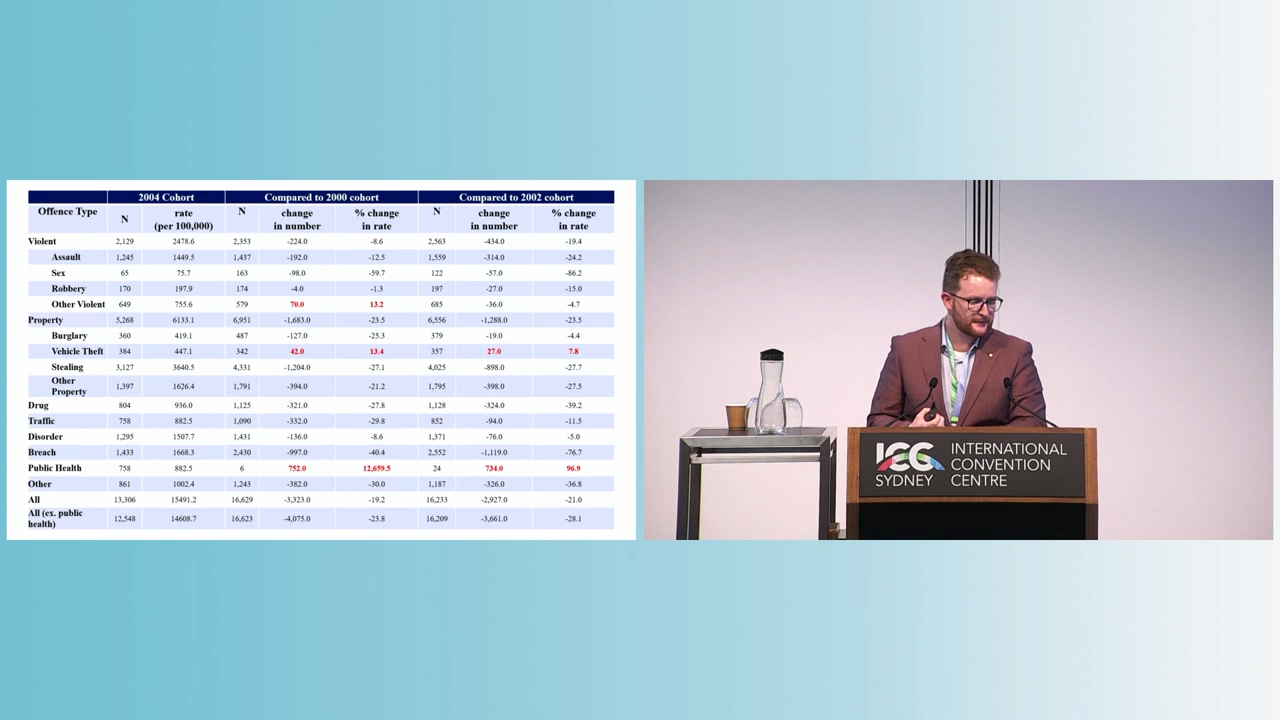 2004 Cohort Compared to 2000 cohort Compared to 2002 cohort
Offence Type N rate (per 100,000) N change in number % change in rate N change in number % change in rate
Violent 2,129 2478.6 2,353 -224.0 -8.6 2,563 -434.0 -19.4
Assault 1,245 1449.5 1,437 -192.0 -12.5 1,559 -314.0 -24.2
Sex 65 75.7 163 -98.0 -59.7 122 -57.0 -86.2
Robbery 170 197.9 174 -4.0 -1.3 197 -27.0 -15.0
Other Violent 649 755.6 579 70.0 13.2 685 -36.0 -4.7
Property 5,268 6133.1 6,951 -1,683.0 -23.5 6,556 -1,288.0 -23.5
Burglary 360 419.1 487 -127.0 -25.3 379 -19.0 -4.4
Vehicle Theft 384 447.1 342 42.0 13.4 357 27.0 7.8
Stealing 3,127 3640.5 4,331 -1,204.0 -27.1 4,025 -898.0 -27.7
Other Property 1,397 1626.4 1,791 -394.0 -21.2 1,795 -398.0 -27.5
Drug 804 936.0 1,125 -321.0 -27.8 1,128 -324.0 -39.2
Traffic 758 882.5 1,090 -332.0 -29.8 852 -94.0 -11.5
Disorder 1,295 1507.7 1,431 -136.0 -8.6 1,371 -76.0 -5.0
Breach 1,433 1668.3 2,430 -997.0 -40.4 2,552 -1,119.0 -76.7
Public Health 758 882.5 6 752.0 12,659.5 24 734.0 96.9
Other 861 1002.4 1,243 -382.0 -30.0 1,187 -326.0 -36.8
All 13,306 15491.2 16,629 -3,323.0 -19.2 16,233 -2,927.0 -21.0
All (ex. public health) 12,548 14608.7 16,623 -4,075.0 -23.8 16,209 -3,661.0 -28.1
ICC
SYDNEY
INTERNATIONAL
CONVENTION
CENTRE